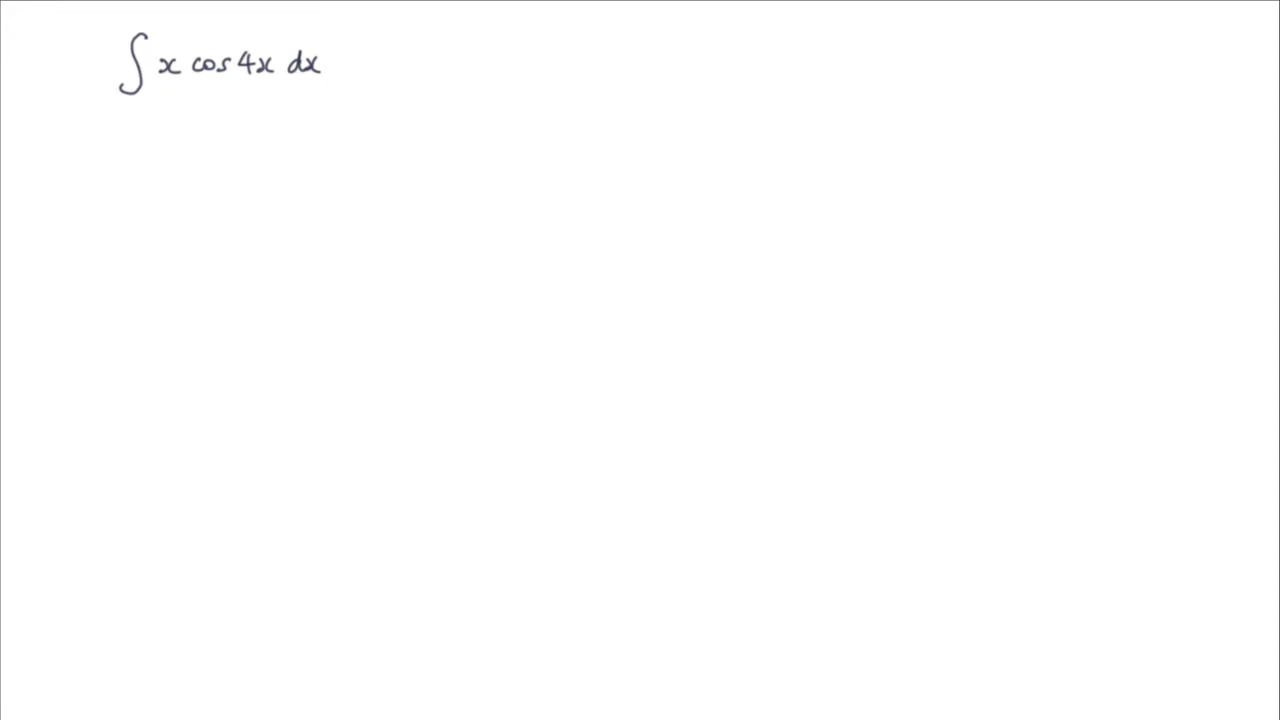 ∫ x cos 4x dx